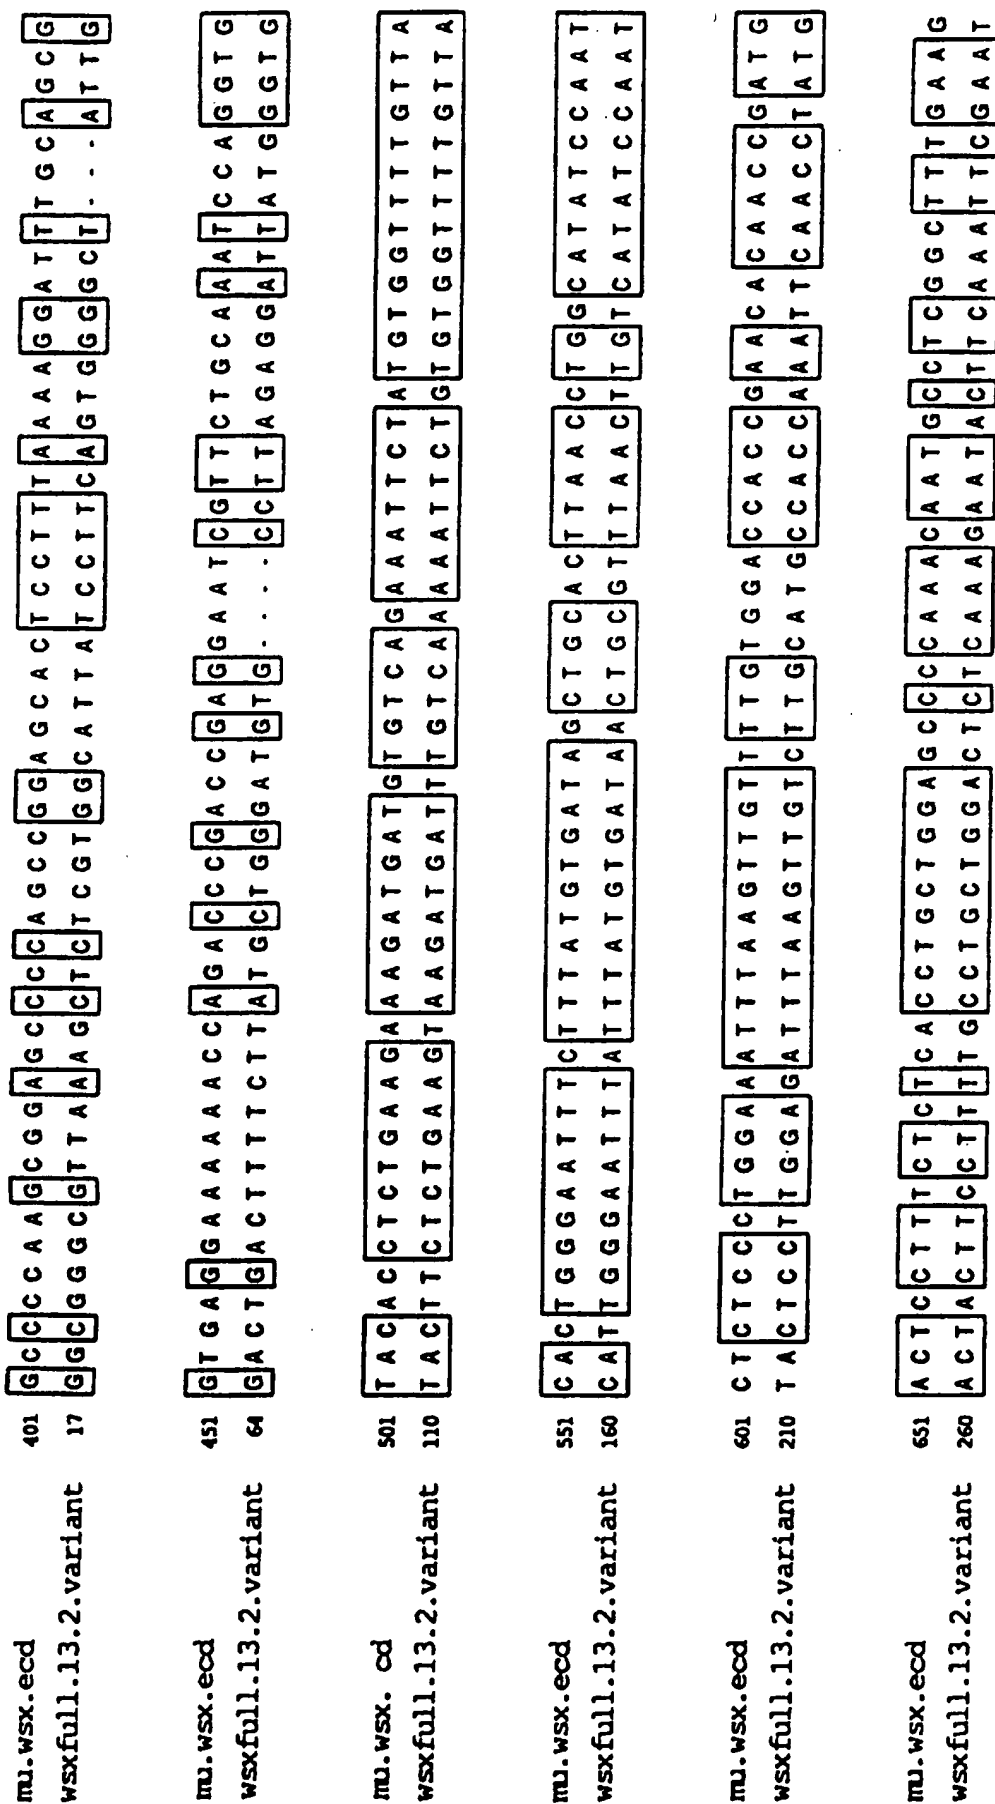 mu.wsx.ecd 401 G C C C C A A G C G G A G C C C C A G C C G G A G C A C T C C T T T A A A A G G A T T T G C A G C G
wsxfull.13.2.variant 17 G G C G G G C G T T A A A G C T C T C G T G G C A T T A T C C T T C A G T G G G G C T - - - A T T G
mu.wsx.ecd 451 G T G A G G A A A A A A C C A G A C C C G A C C G A G G A A T C G T T C T G C A A A T C C A G G T G
wsxfull.13.2.variant 64 G A C T G A C T T T T C T T A T G C T G G G A T G T G - - - - C C T T A G A G G A T T A T G G G T G
mu.wsx. cd 501 T A C A C C T C T G A A G A A A G A T G A T G T G T C A G A A A T T C T A T G T G G T T T T G T T A
wsxfull.13.2.variant 110 T A C T T C T C T G A A G T A A G A T G A T T T G T C A A A A A T T C T G T G T G G T T T T G T T A
mu.wsx.ecd 551 C A C T G G G A A T T T C T T T A T G T G A T A G C T G C A C T T A A C C T G G C A T A T C C A A T
wsxfull.13.2.variant 160 C A T T G G G A A T T T A T T T A T G T G A T A A C T G C G T T T A A C T T G T C A T A T C C A A T
mu.wsx.ecd 601 C T C T C C C T G G A A A T T T A A G T T G T T T T G T G G A C C A C C G A A C A C A A C C G A T G
wsxfull.13.2.variant 210 T A C T C C T T G G A G A T T T A A G T T G T C T T G C A T G C C A C C A A A T T C A A C C T A T G
mu.wsx.ecd 651 A C T C C T T T C T C T C A C C T G C T G G A G C C C C A A A C A A T G C C T C G G C T T T G A A G
wsxfull.13.2.variant 260 A C T A C T T C C T T T T G C C T G C T G G A C T C T C A A A G A A T A C T T C A A A T T C G A A T